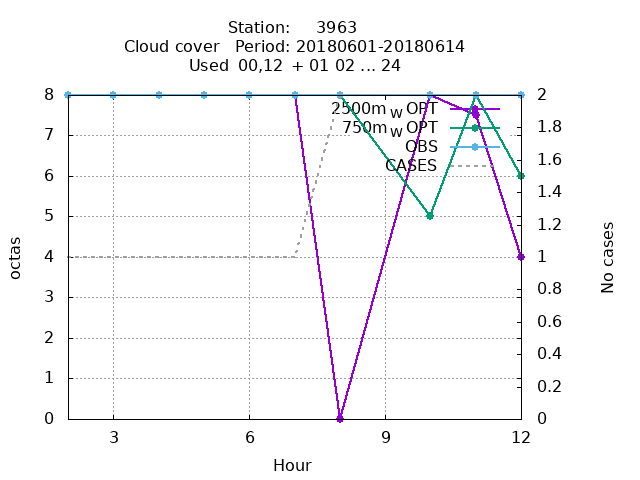 Station: 3963
Cloud cover Period: 20180601-20180614
Used 00,12 + 01 02 ... 24
8
7
6
5
4
3
2
1
0
2
1.8
1.6
1.4
1.2
1
0.8
0.6
0.4
0.2
0
2500m W OPT
750m W OPT
OBS
CASES
octas
No cases
3 6 9 12
Hour